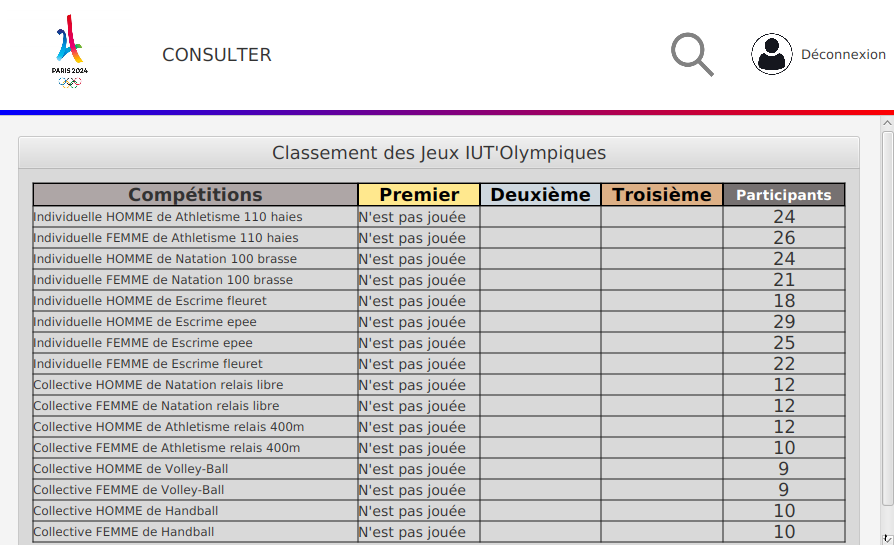 PARIS 2024
CONSULTER
Déconnexion
Classement des Jeux IUT'Olympiques
Compétitions Premier Deuxième Troisième Participants
Individuelle HOMME de Athletisme 110 haies N'est pas jouée 24
Individuelle FEMME de Athletisme 110 haies N'est pas jouée 26
Individuelle HOMME de Natation 100 brasse N'est pas jouée 24
Individuelle FEMME de Natation 100 brasse N'est pas jouée 21
Individuelle HOMME de Escrime fleuret N'est pas jouée 18
Individuelle HOMME de Escrime epee N'est pas jouée 29
Individuelle FEMME de Escrime epee N'est pas jouée 25
Individuelle FEMME de Escrime fleuret N'est pas jouée 22
Collective HOMME de Natation relais libre N'est pas jouée 12
Collective FEMME de Natation relais libre N'est pas jouée 12
Collective HOMME de Athletisme relais 400m N'est pas jouée 12
Collective FEMME de Athletisme relais 400m N'est pas jouée 10
Collective HOMME de Volley-Ball N'est pas jouée 9
Collective FEMME de Volley-Ball N'est pas jouée 9
Collective HOMME de Handball N'est pas jouée 10
Collective FEMME de Handball N'est pas jouée 10